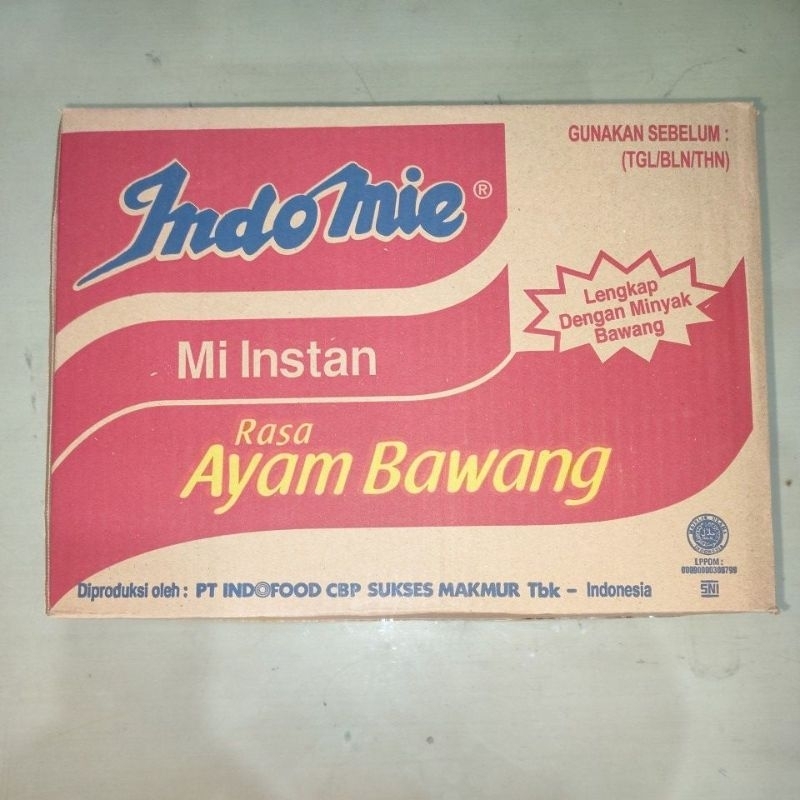 GUNAKAN SEBELUM :
(TGL/BLN/THN)
Indomie®
Lengkap
Dengan Minyak
Bawang
Mi Instan
Rasa
Ayam Bawang
LPPOM :
Diproduksi oleh : PT INDOFOOD CBP SUKSES MAKMUR Tbk – Indonesia
SNI